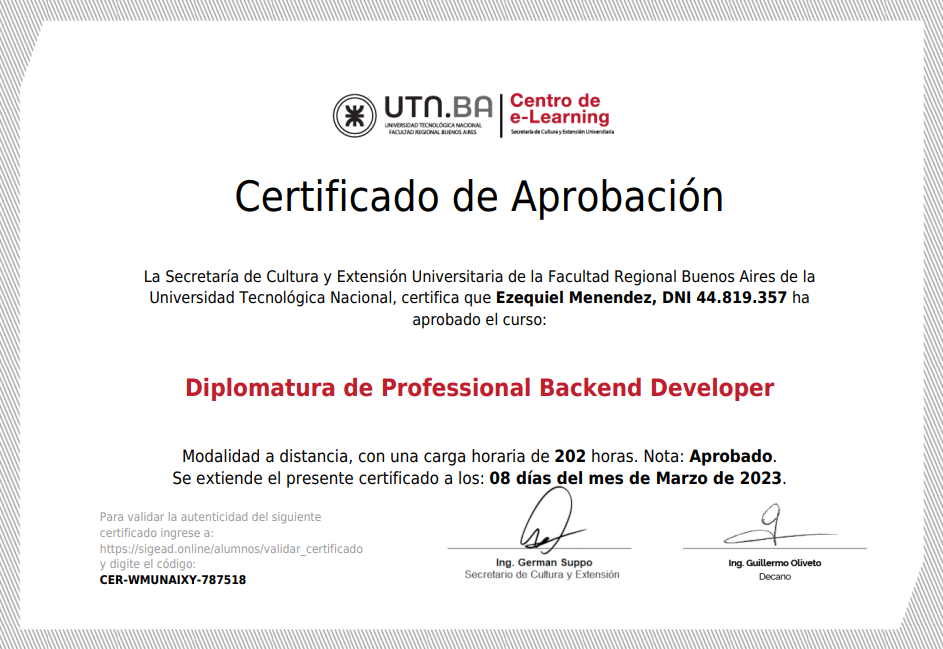 UTN.BA
UNIVERSIDAD TECNOLÓGICA NACIONAL
FACULTAD REGIONAL BUENOS AIRES
Centro de
e-Learning
Secretaría de Cultura y Extensión Universitaria
Certificado de Aprobación
La Secretaría de Cultura y Extensión Universitaria de la Facultad Regional Buenos Aires de la
Universidad Tecnológica Nacional, certifica que Ezequiel Menendez, DNI 44.819.357 ha
aprobado el curso:
Diplomatura de Professional Backend Developer
Modalidad a distancia, con una carga horaria de 202 horas. Nota: Aprobado.
Se extiende el presente certificado a los: 08 días del mes de Marzo de 2023.
Para validar la autenticidad del siguiente
certificado ingrese a:
https://sigead.online/alumnos/validar_certificado
y digite el código:
CER-WMUNAIXY-787518
Ing. German Suppo
Secretario de Cultura y Extensión
Ing. Guillermo Oliveto
Decano